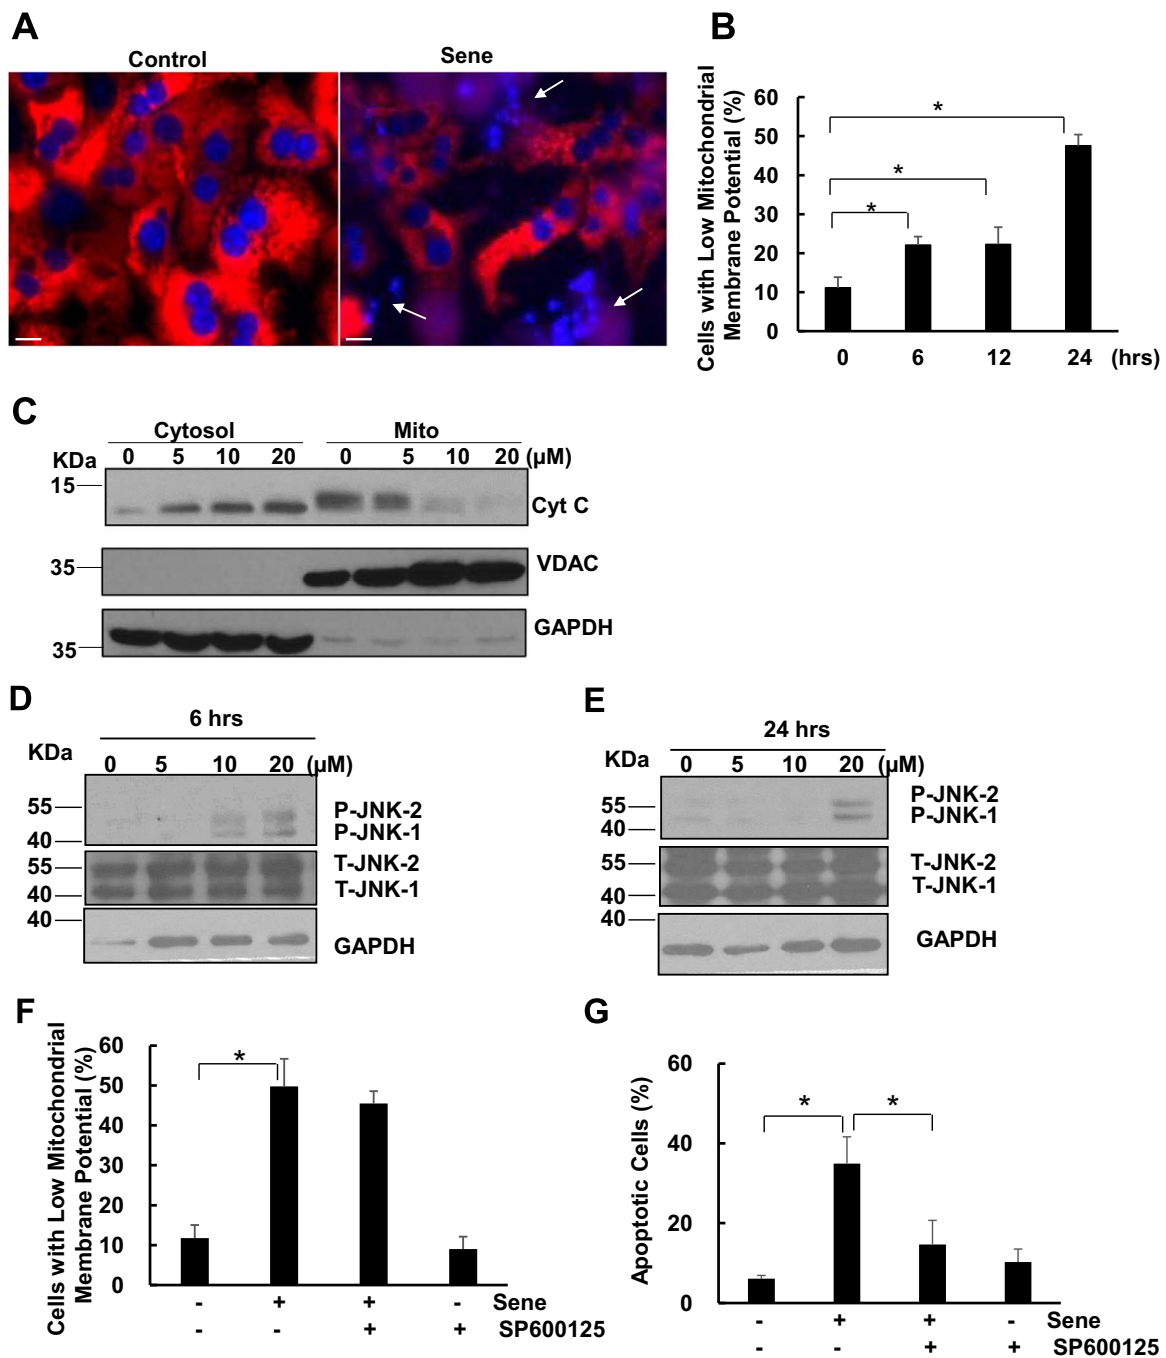 A
Control
Sene
B
Cells with Low Mitochondrial
Membrane Potential (%)
60
50
40
30
20
10
0
*
*
*
0 6 12 24 (hrs)
C
Cytosol Mito
KDa 0 5 10 20 0 5 10 20 (µM)
15
Cyt C
35
VDAC
35
GAPDH
D
6 hrs
KDa
0 5 10 20 (µM)
55
P-JNK-2
40
P-JNK-1
55
T-JNK-2
40
T-JNK-1
40
GAPDH
E
24 hrs
KDa
0 5 10 20 (µM)
55
P-JNK-2
40
P-JNK-1
55
T-JNK-2
40
T-JNK-1
40
GAPDH
F
Cells with Low Mitochondrial
Membrane Potential (%)
60
50
40
30
20
10
0
*
- + + - Sene
- - + + SP600125
G
Apoptotic Cells (%)
60
40
20
0
* *
- + + - Sene
- - + + SP600125